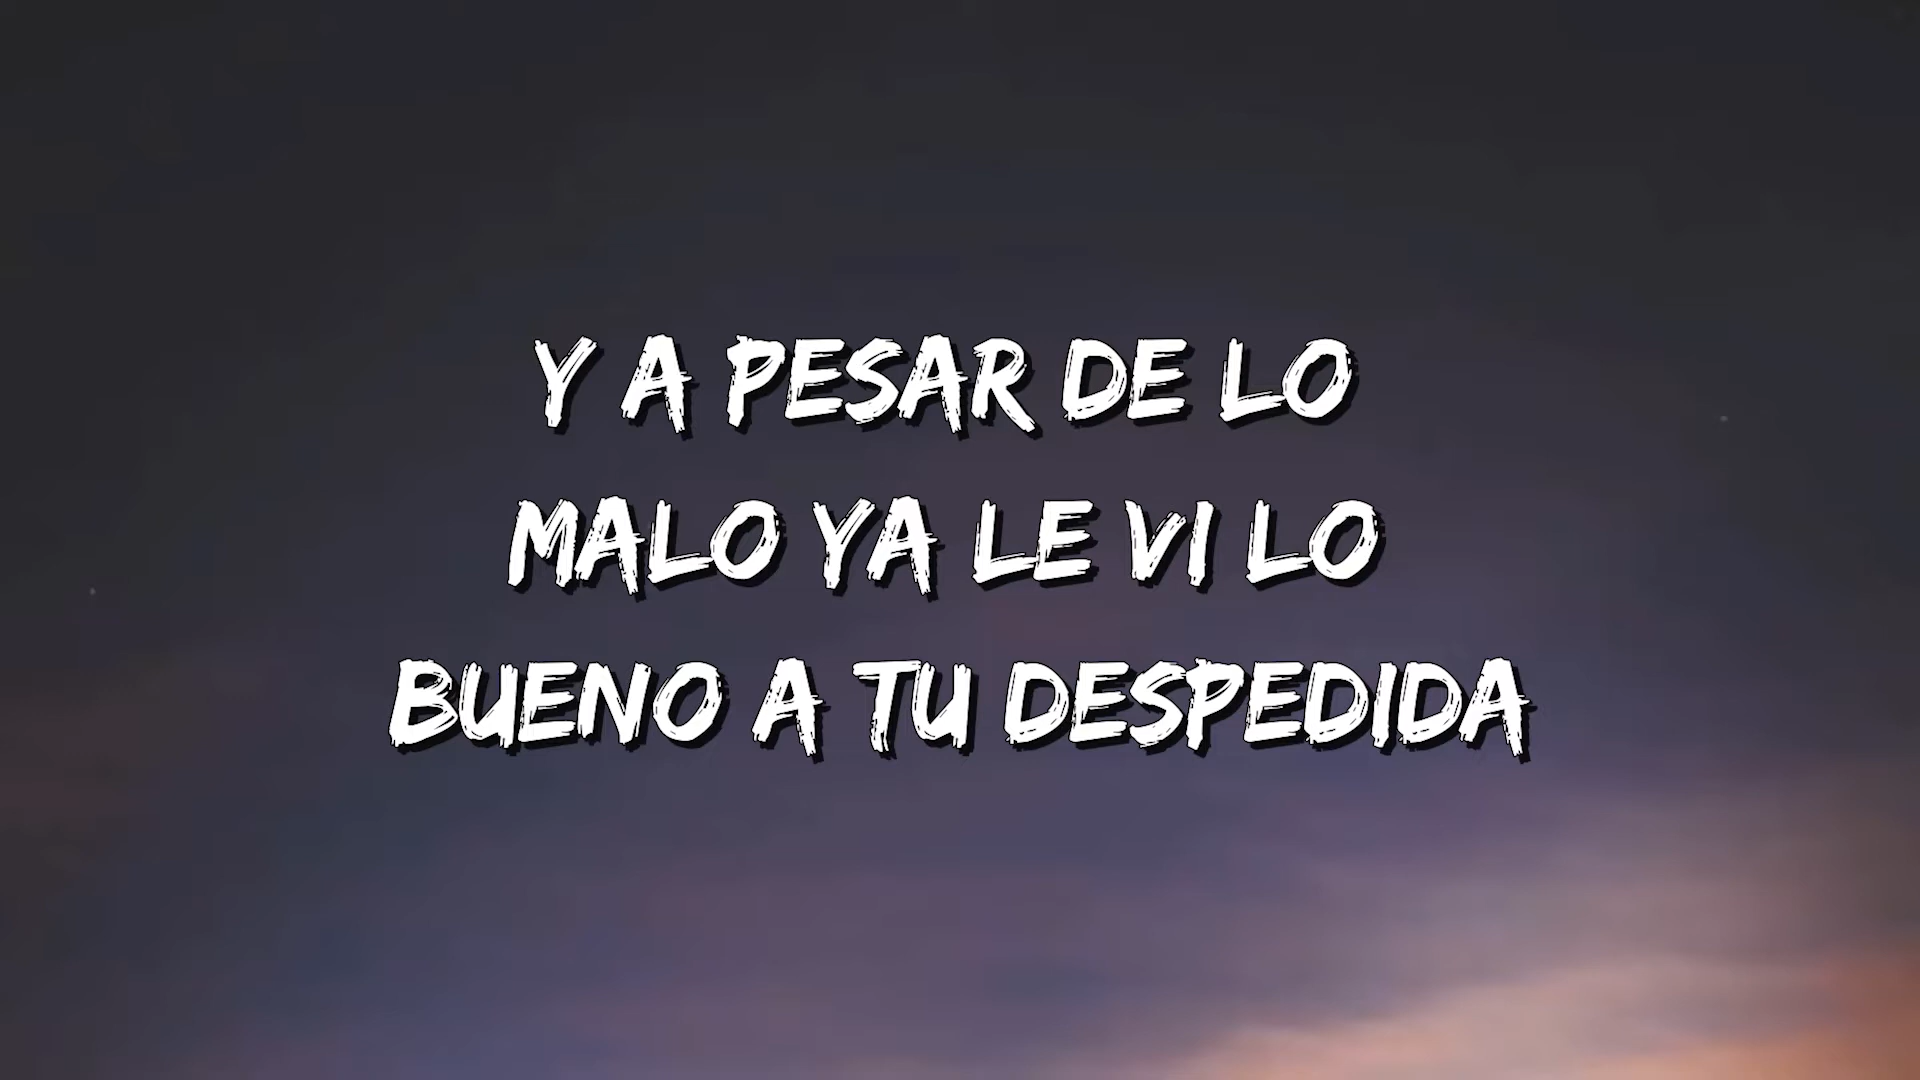 Y A PESAR DE LO
MALO YA LE VI LO
BUENO A TU DESPEDIDA